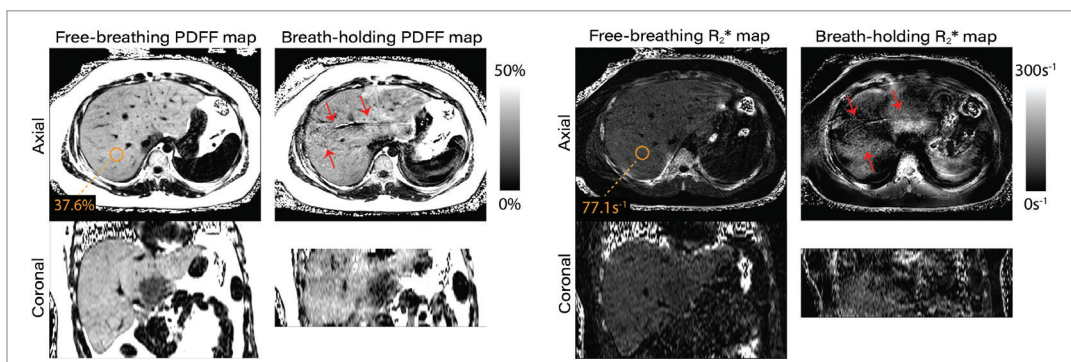 Free-breathing PDFF map
Breath-holding PDFF map
Free-breathing R₂* map
Breath-holding R₂* map
Axial
37.6%
50%
0%
Axial
77.1s⁻¹
300s⁻¹
0s⁻¹
Coronal
Coronal